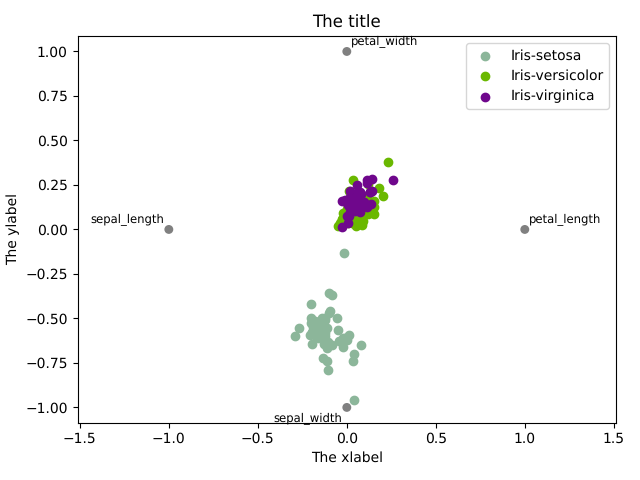 The title
1.00
0.75
0.50
0.25
0.00
−0.25
−0.50
−0.75
−1.00
The ylabel
petal_width
sepal_length
petal_length
sepal_width
Iris-setosa
Iris-versicolor
Iris-virginica
−1.5 −1.0 −0.5 0.0 0.5 1.0 1.5
The xlabel